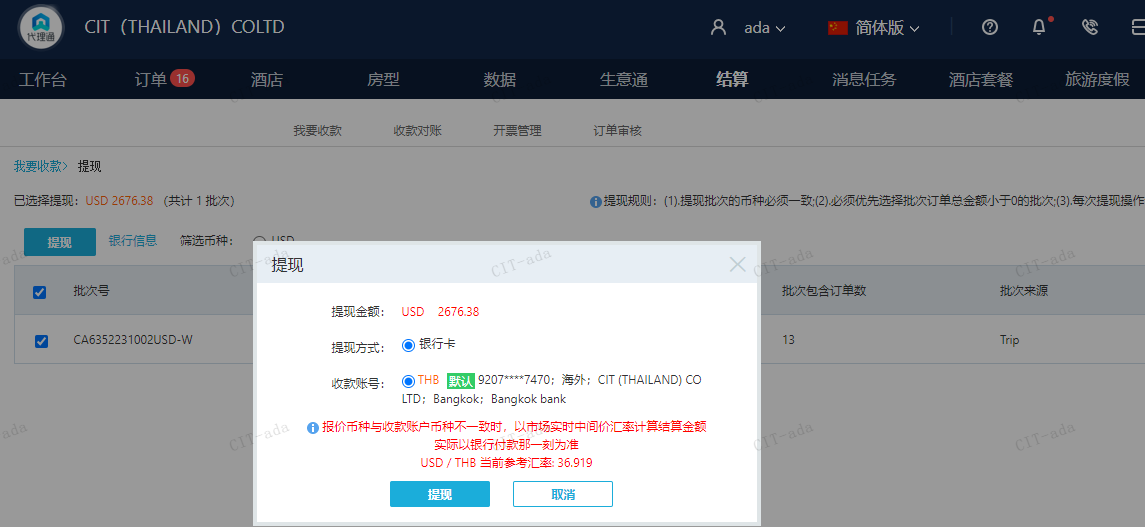 代理通
CIT（THAILAND）COLTD
ada
简体版
工作台
订单 16
酒店
房型
数据
生意通
结算
消息任务
酒店套餐
旅游度假
我要收款
收款对账
开票管理
订单审核
我要收款> 提现
已选择提现：USD 2676.38 （共计 1 批次）
提现规则：(1).提现批次的币种必须一致;(2).必须优先选择批次订单总金额小于0的批次;(3).每次提现操作
提现
银行信息
筛选币种：
USD
批次号
批次包含订单数
批次来源
CA6352231002USD-W
13
Trip
提现
提现金额： USD 2676.38
提现方式： 银行卡
收款账号： THB 默认 9207****7470；海外；CIT (THAILAND) CO
LTD；Bangkok；Bangkok bank
报价币种与收款账户币种不一致时，以市场实时中间价汇率计算结算金额
实际以银行付款那一刻为准
USD / THB 当前参考汇率: 36.919
提现
取消
CIT-ada
CIT-ada
CIT-ada
CIT-ada
CIT-ada
CIT-ada